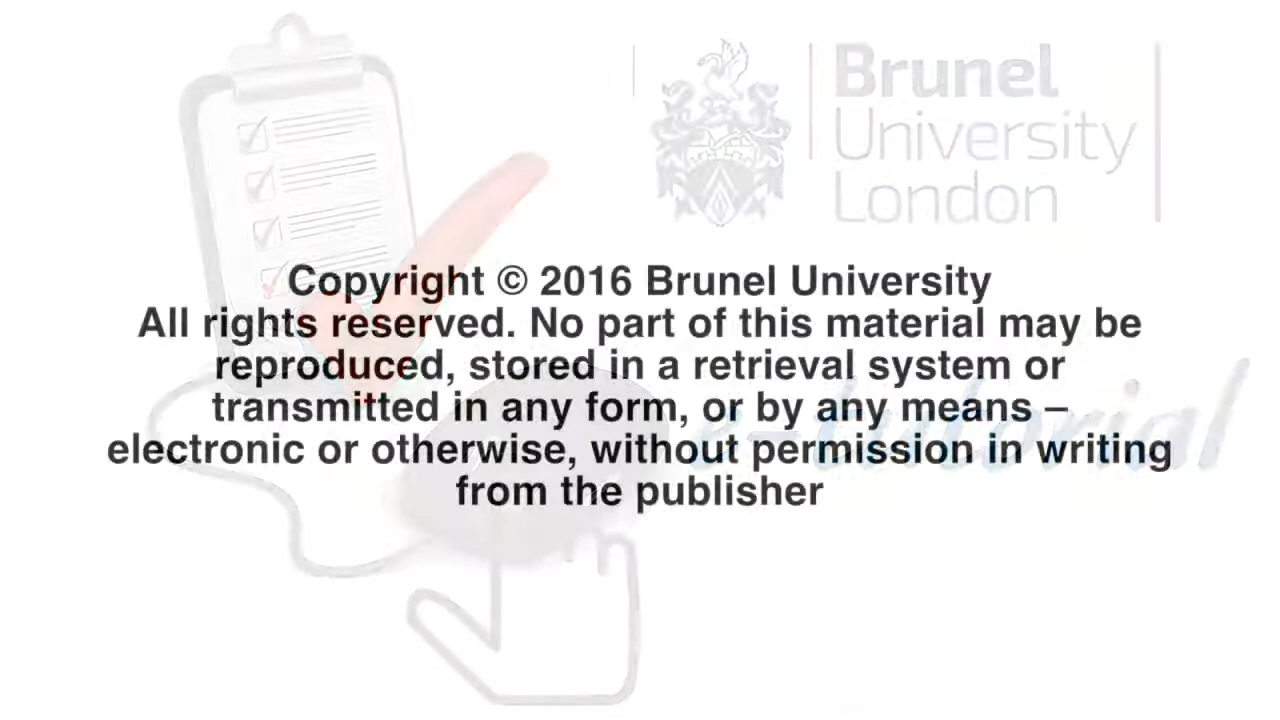 Brunel
University
London
Copyright © 2016 Brunel University
All rights reserved. No part of this material may be
reproduced, stored in a retrieval system or
transmitted in any form, or by any means –
electronic or otherwise, without permission in writing
from the publisher
e-tutorial